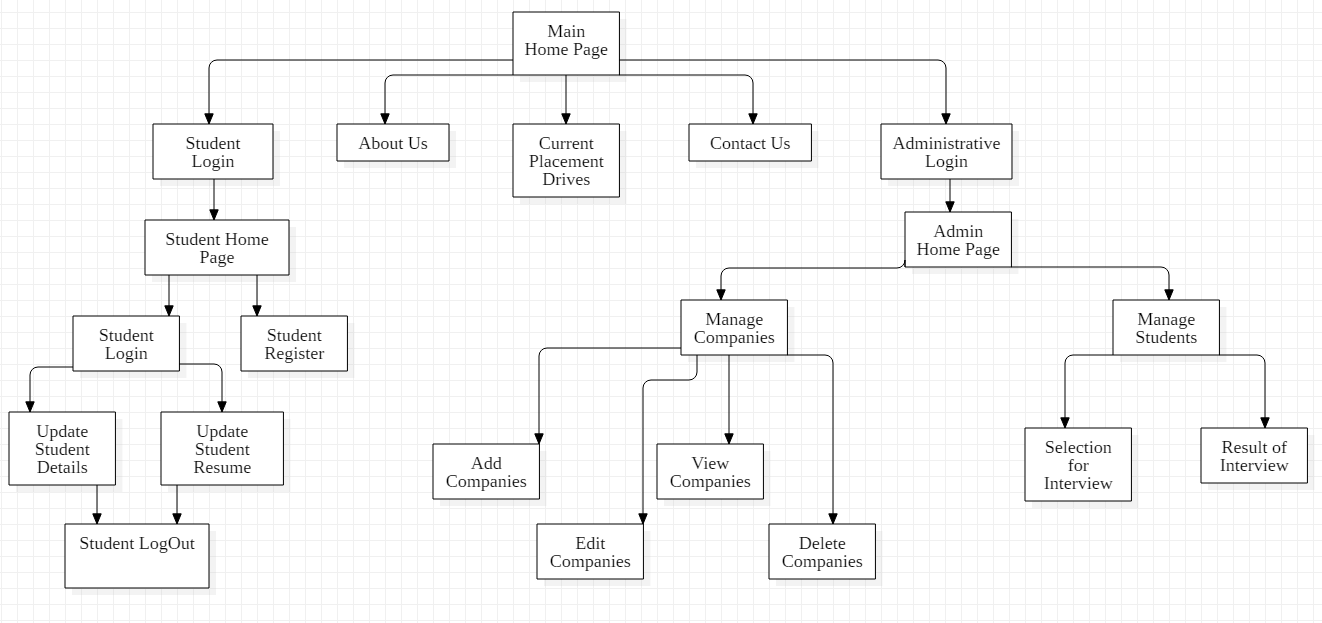 Main
Home Page
Student
Login
About Us
Current
Placement
Drives
Contact Us
Administrative
Login
Student Home
Page
Admin
Home Page
Student
Login
Student
Register
Manage
Companies
Manage
Students
Update
Student
Details
Update
Student
Resume
Add
Companies
View
Companies
Selection
for
Interview
Result of
Interview
Student LogOut
Edit
Companies
Delete
Companies